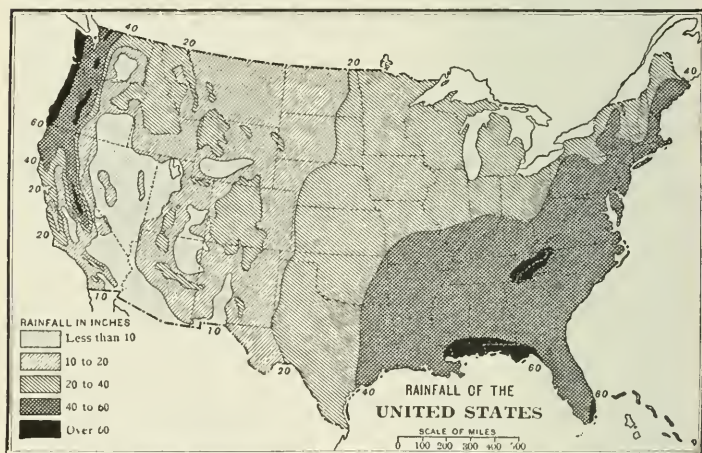 40
20
20
40
60
40
20
20
10
10
20
40
60
60
RAINFALL IN INCHES
Less than 10
10 to 20
20 to 40
40 to 60
Over 60
RAINFALL OF THE
UNITED STATES
SCALE OF MILES
0 100 200 300 400 500